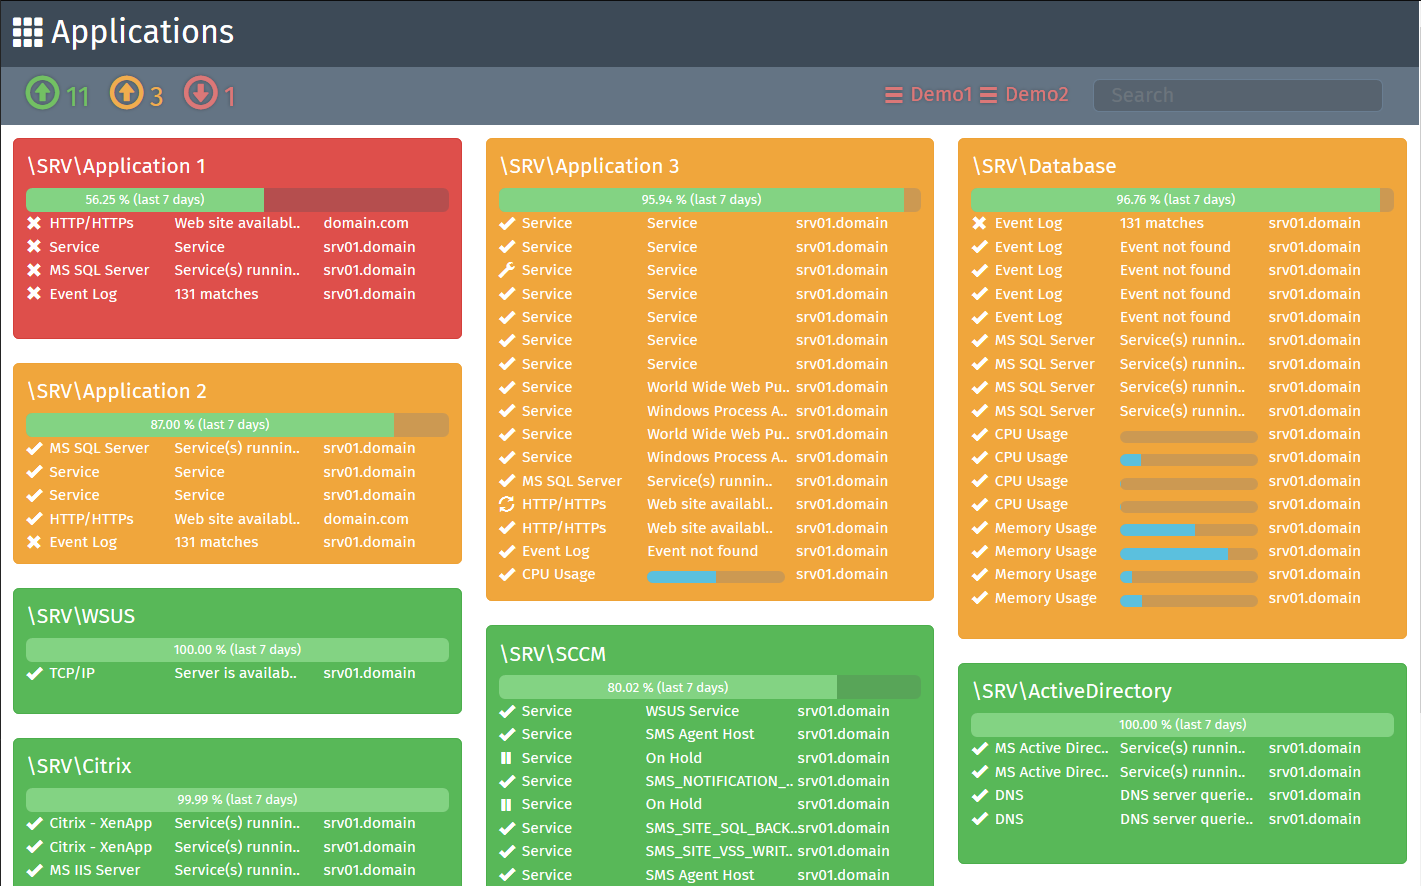 Applications
11 3 1 Demo1 Demo2 Search
\SRV\Application 1
56.25 % (last 7 days)
HTTP/HTTPs Web site availabl.. domain.com
Service Service srv01.domain
MS SQL Server Service(s) runnin.. srv01.domain
Event Log 131 matches srv01.domain
\SRV\Application 2
87.00 % (last 7 days)
MS SQL Server Service(s) runnin.. srv01.domain
Service Service srv01.domain
Service Service srv01.domain
HTTP/HTTPs Web site availabl.. domain.com
Event Log 131 matches srv01.domain
\SRV\WSUS
100.00 % (last 7 days)
TCP/IP Server is availab.. srv01.domain
\SRV\Citrix
99.99 % (last 7 days)
Citrix - XenApp Service(s) runnin.. srv01.domain
Citrix - XenApp Service(s) runnin.. srv01.domain
MS IIS Server Service(s) runnin.. srv01.domain
\SRV\Application 3
95.94 % (last 7 days)
Service Service srv01.domain
Service Service srv01.domain
Service Service srv01.domain
Service Service srv01.domain
Service Service srv01.domain
Service Service srv01.domain
Service Service srv01.domain
Service World Wide Web Pu.. srv01.domain
Service Windows Process A.. srv01.domain
Service World Wide Web Pu.. srv01.domain
Service Windows Process A.. srv01.domain
MS SQL Server Service(s) runnin.. srv01.domain
HTTP/HTTPs Web site availabl.. srv01.domain
HTTP/HTTPs Web site availabl.. srv01.domain
Event Log Event not found srv01.domain
CPU Usage srv01.domain
\SRV\SCCM
80.02 % (last 7 days)
Service WSUS Service srv01.domain
Service SMS Agent Host srv01.domain
Service On Hold srv01.domain
Service SMS_NOTIFICATION_.. srv01.domain
Service On Hold srv01.domain
Service SMS_SITE_SQL_BACK.. srv01.domain
Service SMS_SITE_VSS_WRIT.. srv01.domain
Service SMS Agent Host srv01.domain
\SRV\Database
96.76 % (last 7 days)
Event Log 131 matches srv01.domain
Event Log Event not found srv01.domain
Event Log Event not found srv01.domain
Event Log Event not found srv01.domain
Event Log Event not found srv01.domain
MS SQL Server Service(s) runnin.. srv01.domain
MS SQL Server Service(s) runnin.. srv01.domain
MS SQL Server Service(s) runnin.. srv01.domain
MS SQL Server Service(s) runnin.. srv01.domain
CPU Usage srv01.domain
CPU Usage srv01.domain
CPU Usage srv01.domain
CPU Usage srv01.domain
Memory Usage srv01.domain
Memory Usage srv01.domain
Memory Usage srv01.domain
Memory Usage srv01.domain
\SRV\ActiveDirectory
100.00 % (last 7 days)
MS Active Direc.. Service(s) runnin.. srv01.domain
MS Active Direc.. Service(s) runnin.. srv01.domain
DNS DNS server querie.. srv01.domain
DNS DNS server querie.. srv01.domain